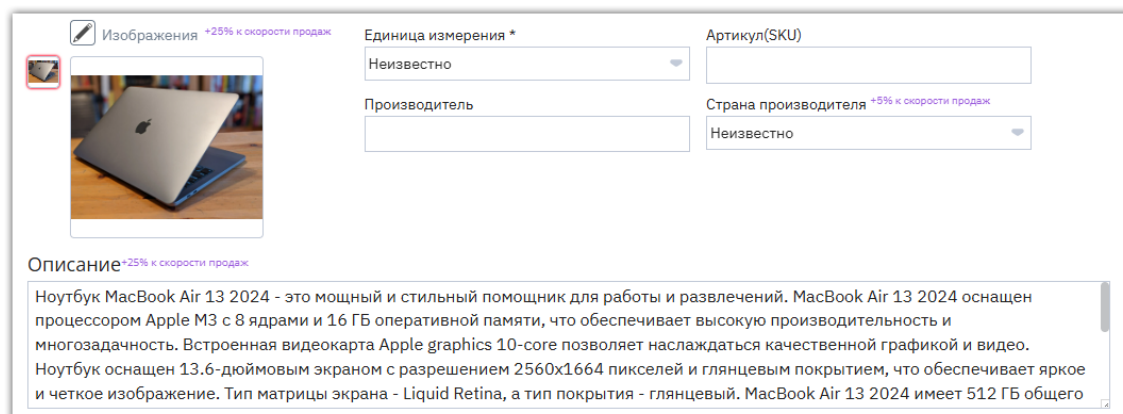 Изображения +25% к скорости продаж
Единица измерения *
Артикул(SKU)
Неизвестно
Производитель
Страна производителя +5% к скорости продаж
Неизвестно
Описание+25% к скорости продаж
Ноутбук MacBook Air 13 2024 - это мощный и стильный помощник для работы и развлечений. MacBook Air 13 2024 оснащен
процессором Apple M3 с 8 ядрами и 16 ГБ оперативной памяти, что обеспечивает высокую производительность и
многозадачность. Встроенная видеокарта Apple graphics 10-core позволяет наслаждаться качественной графикой и видео.
Ноутбук оснащен 13.6-дюймовым экраном с разрешением 2560x1664 пикселей и глянцевым покрытием, что обеспечивает яркое
и четкое изображение. Тип матрицы экрана - Liquid Retina, а тип покрытия - глянцевый. MacBook Air 13 2024 имеет 512 ГБ общего